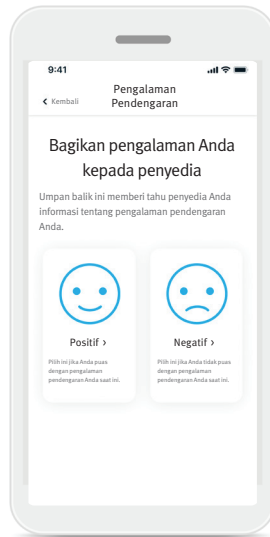 9:41
Pengalaman
Kembali
Pendengaran
Bagikan pengalaman Anda
kepada penyedia
Umpan balik ini memberi tahu penyedia Anda
informasi tentang pengalaman pendengaran
Anda.
Positif ›
Negatif ›
Pilih ini jika Anda puas
dengan pengalaman
pendengaran Anda saat ini.
Pilih ini jika Anda tidak puas
dengan pengalaman
pendengaran Anda saat ini.